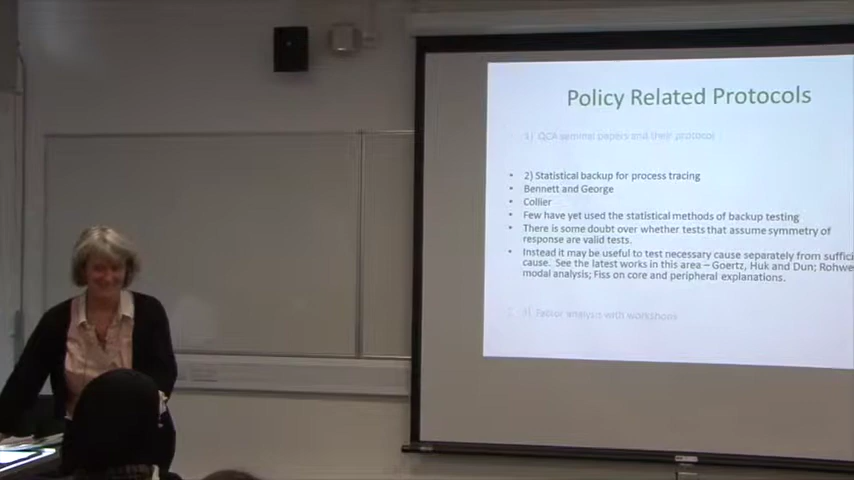 Policy Related Protocols
1) QCA seminal papers and their protocol
• 2) Statistical backup for process tracing
• Bennett and George
• Collier
• Few have yet used the statistical methods of backup testing
• There is some doubt over whether tests that assume symmetry of
response are valid tests.
• Instead it may be useful to test necessary cause separately from suffici
cause. See the latest works in this area – Goertz, Huk and Dun; Rohwe
modal analysis; Fiss on core and peripheral explanations.
3) Factor analysis with workshops